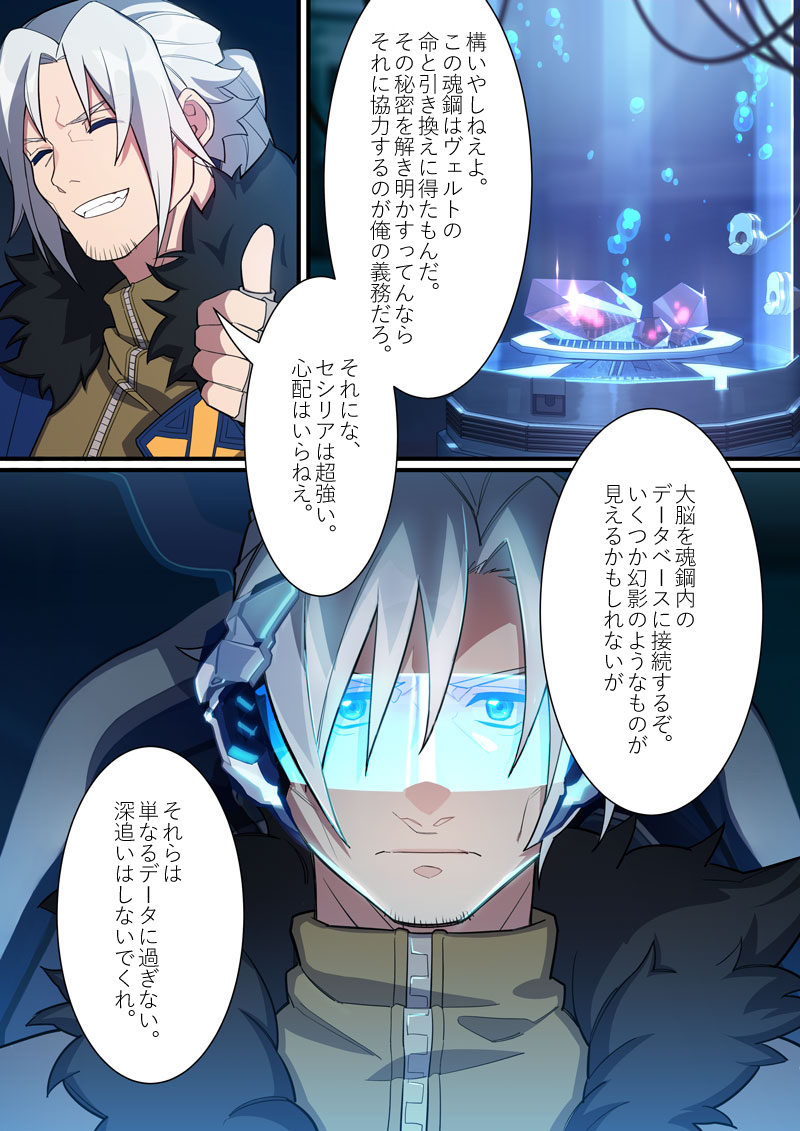 構いやしねえよ。
この魂鋼はヴェルトの
命と引き換えに得たもんだ。
その秘密を解き明かすってんなら
それに協力するのが俺の義務だろ。
それにな、
セシリアは超強い。
心配はいらねえ。
大脳を魂鋼内の
データベースに接続するぞ。
いくつか幻影のようなものが
見えるかもしれないが
それらは
単なるデータに過ぎない。
深追いはしないでくれ。